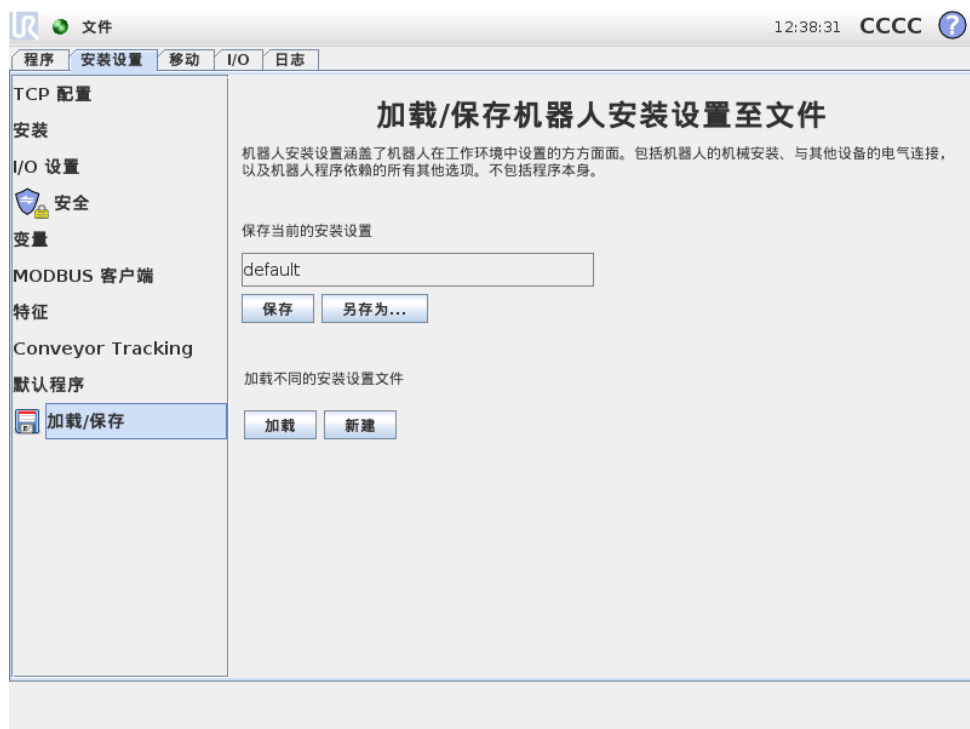 UR 文件 12:38:31 CCCC ?
程序 安装设置 移动 I/O 日志
TCP 配置
安装
I/O 设置
安全
变量
MODBUS 客户端
特征
Conveyor Tracking
默认程序
加载/保存
加载/保存机器人安装设置至文件
机器人安装设置涵盖了机器人在工作环境中设置的方方面面。包括机器人的机械安装、与其他设备的电气连接，
以及机器人程序依赖的所有其他选项。不包括程序本身。
保存当前的安装设置
default
保存 另存为...
加载不同的安装设置文件
加载 新建